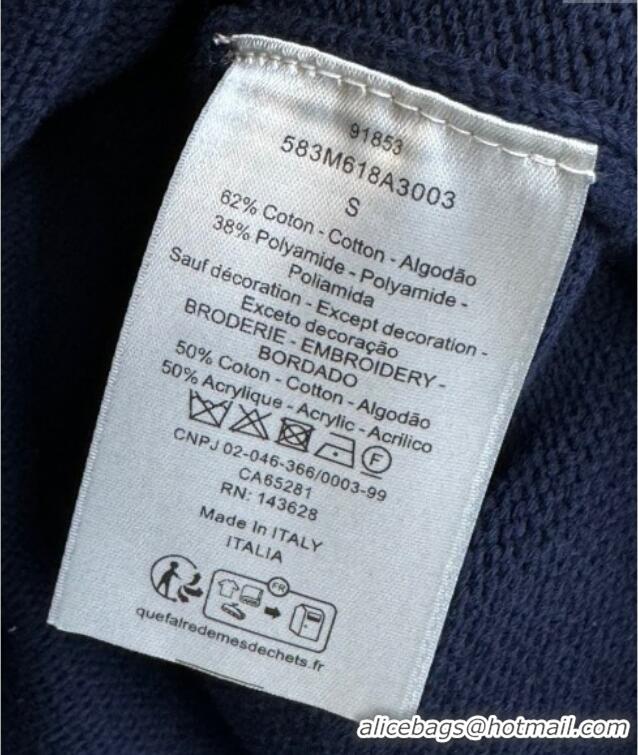 91853
583M618A3003
S
62% Coton - Cotton - Algodão
38% Polyamide - Polyamide -
Poliamida
Sauf décoration - Except decoration -
Exceto decoração
BRODERIE - EMBROIDERY -
BORDADO
50% Coton - Cotton - Algodão
50% Acrylique - Acrylic - Acrílico
F
CNPJ 02-046-366/0003-99
CA65281
RN: 143628
Made In ITALY
ITALIA
FR
quefairedemesdechets.fr
alicebags@hotmail.com